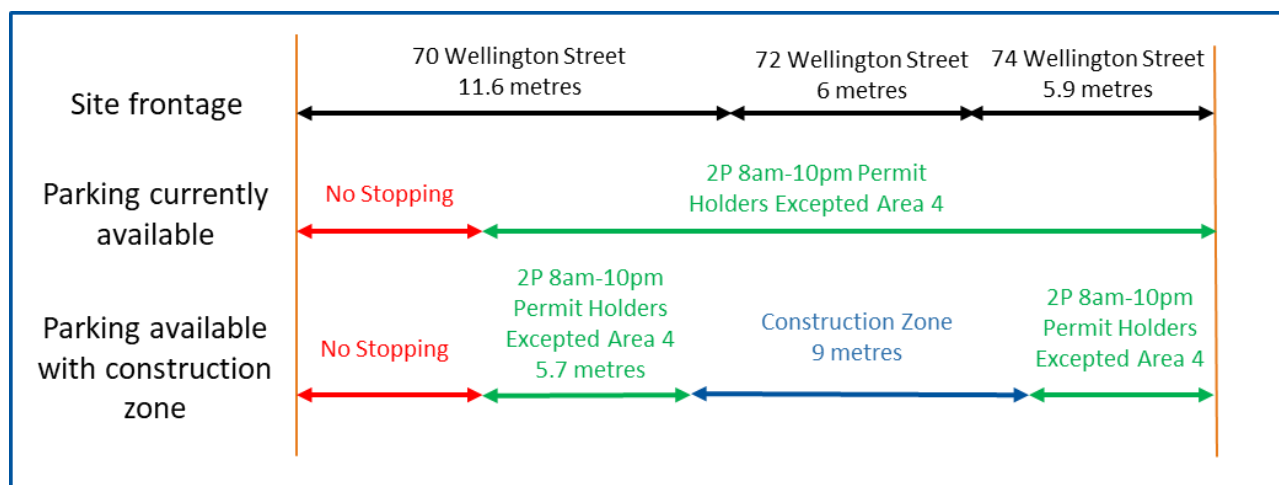 Site frontage
70 Wellington Street
11.6 metres
72 Wellington Street
6 metres
74 Wellington Street
5.9 metres
Parking currently
available
No Stopping
2P 8am-10pm Permit
Holders Excepted Area 4
Parking available
with construction
zone
No Stopping
2P 8am-10pm
Permit Holders
Excepted Area 4
5.7 metres
Construction Zone
9 metres
2P 8am-10pm
Permit Holders
Excepted Area 4